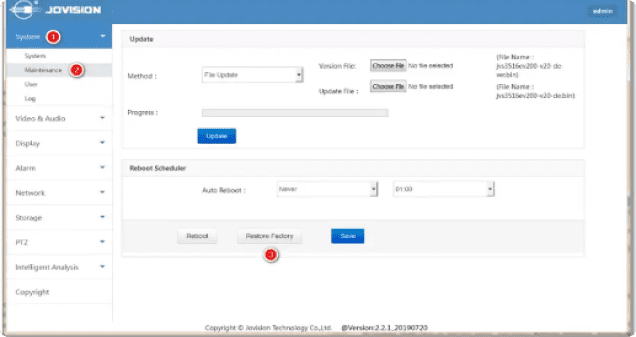 JOVISION
admin
System 1
System
Maintenance 2
User
Log
Video & Audio
Display
Alarm
Network
Storage
PTZ
Intelligent Analysis
Copyright
Update
Method :
File Update
Version File:
Choose File No file selected
(File Name :
jvs3516ev200-v20-de-
ver.bin)
Update File :
Choose File No file selected
(File Name :
jvs3516ev200-v20-de.bin)
Progress :
Update
Reboot Scheduler
Auto Reboot :
Never
01:00
Reboot
Restore Factory
Save
3
Copyright © Jovision Technology Co.,Ltd. @Version:2.2.1_20190720